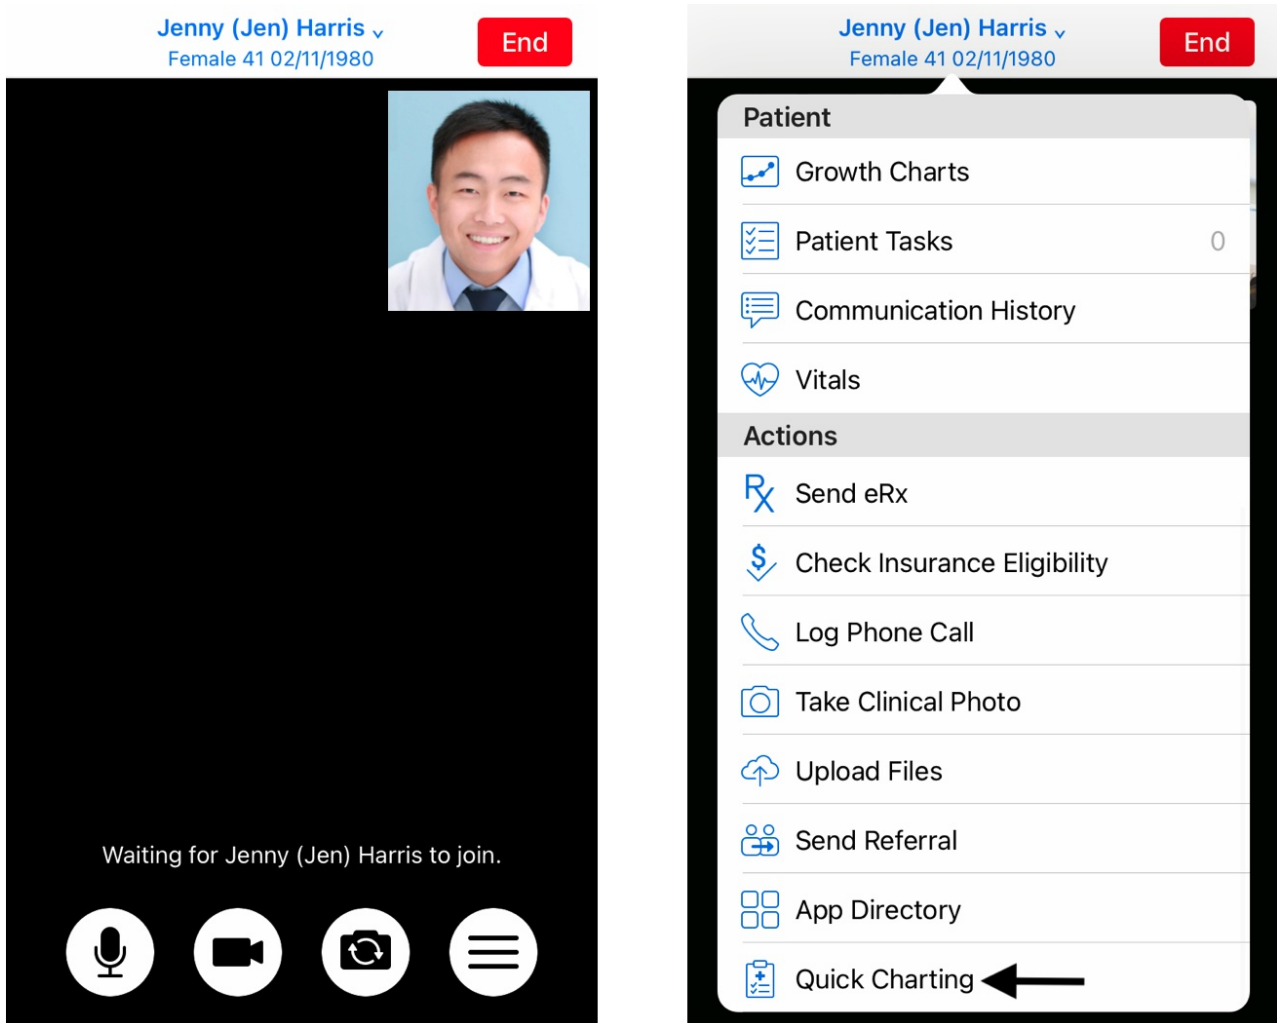 Jenny (Jen) Harris
Female 41 02/11/1980
End
Waiting for Jenny (Jen) Harris to join.
Jenny (Jen) Harris
Female 41 02/11/1980
End
Patient
Growth Charts
Patient Tasks 0
Communication History
Vitals
Actions
Rx Send eRx
$ Check Insurance Eligibility
Log Phone Call
Take Clinical Photo
Upload Files
Send Referral
App Directory
Quick Charting